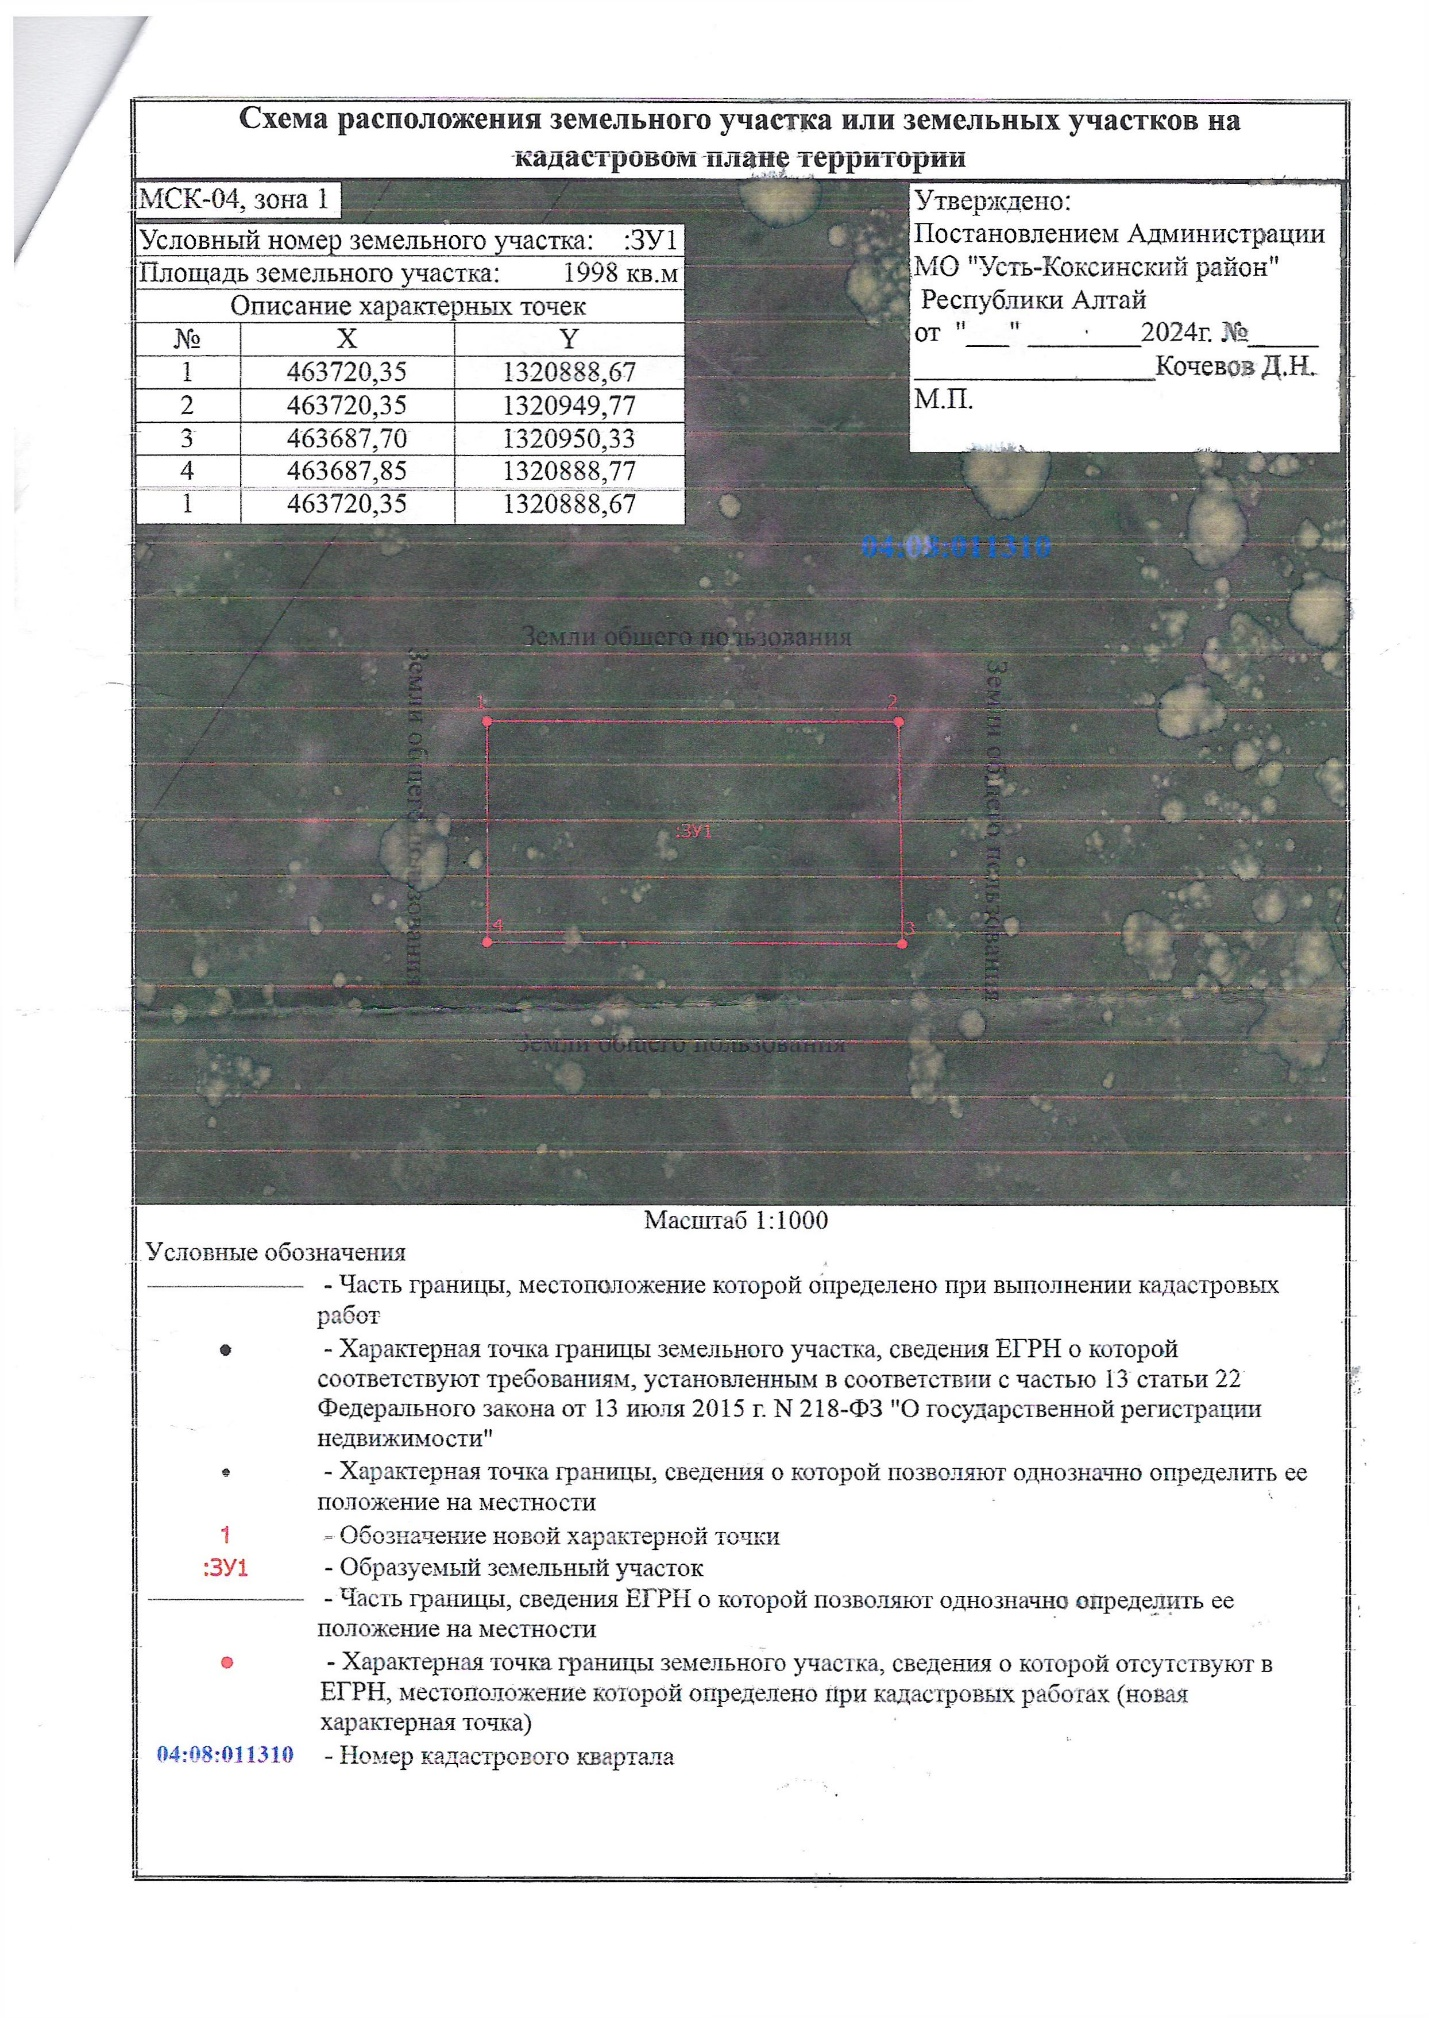 Схема расположения земельного участка или земельных участков на
кадастровом плане территории
МСК-04, зона 1
Условный номер земельного участка: :ЗУ1
Площадь земельного участка: 1998 кв.м
Описание характерных точек
№ X Y
1 463720,35 1320888,67
2 463720,35 1320949,77
3 463687,70 1320950,33
4 463687,85 1320888,77
1 463720,35 1320888,67
Утверждено:
Постановлением Администрации
МО "Усть-Коксинский район"
Республики Алтай
от "___" ________2024г. №_____
_________________Кочевов Д.Н.
М.П.
04:08:011310
Земли общего пользования
Земли общего пользования
Земли общего пользования
1
2
:ЗУ1
4
3
Земли общего пользования
Масштаб 1:1000
Условные обозначения
- Часть границы, местоположение которой определено при выполнении кадастровых
работ
- Характерная точка границы земельного участка, сведения ЕГРН о которой
соответствуют требованиям, установленным в соответствии с частью 13 статьи 22
Федерального закона от 13 июля 2015 г. N 218-ФЗ "О государственной регистрации
недвижимости"
- Характерная точка границы, сведения о которой позволяют однозначно определить ее
положение на местности
1 - Обозначение новой характерной точки
:ЗУ1 - Образуемый земельный участок
- Часть границы, сведения ЕГРН о которой позволяют однозначно определить ее
положение на местности
- Характерная точка границы земельного участка, сведения о которой отсутствуют в
ЕГРН, местоположение которой определено при кадастровых работах (новая
характерная точка)
04:08:011310 - Номер кадастрового квартала